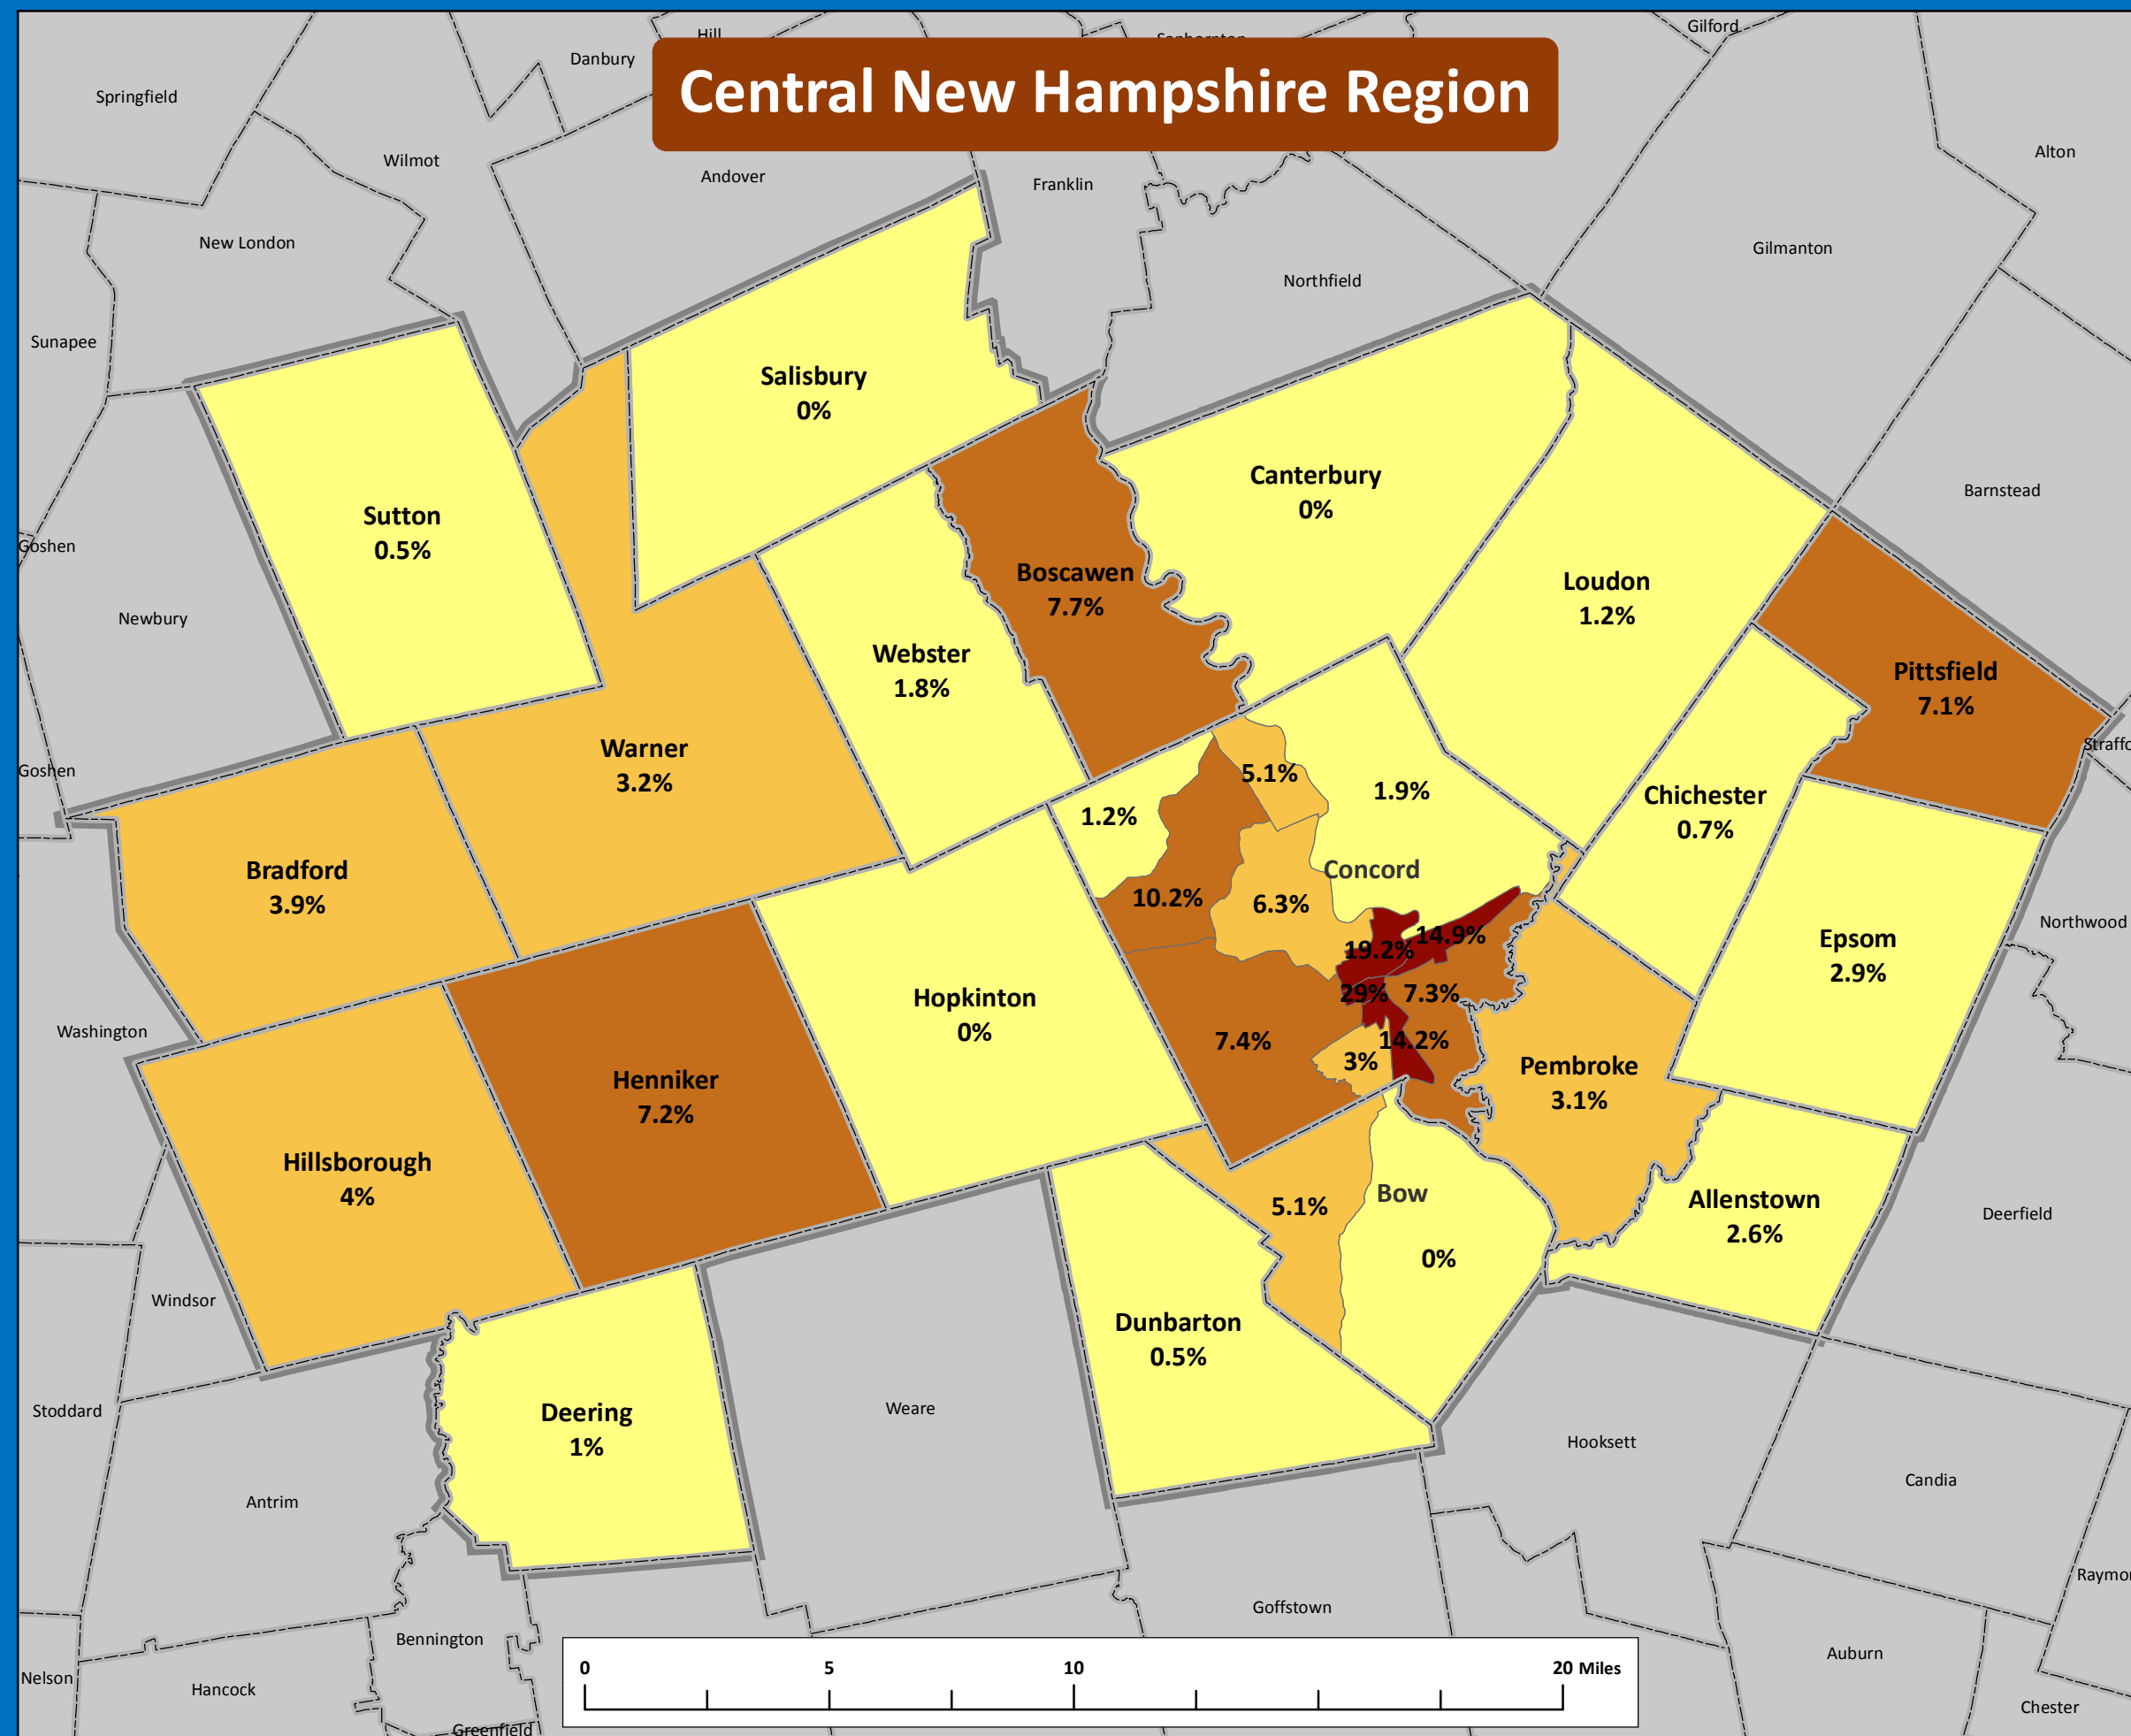 Gilford
Hill
Sanbornton
Danbury
Central New Hampshire Region
Springfield
Alton
Wilmot
Andover
Franklin
New London
Gilmanton
Northfield
Sunapee
Salisbury
0%
Canterbury
0%
Barnstead
Sutton
0.5%
Goshen
Boscawen
7.7%
Loudon
1.2%
Newbury
Webster
1.8%
Pittsfield
7.1%
Warner
3.2%
Straffo
Goshen
5.1%
1.9%
Chichester
0.7%
1.2%
Bradford
3.9%
Concord
10.2%
6.3%
Northwood
14.9%
19.2%
Epsom
2.9%
29%
7.3%
Hopkinton
0%
Washington
7.4%
14.2%
3%
Henniker
7.2%
Pembroke
3.1%
Hillsborough
4%
Bow
5.1%
Allenstown
2.6%
Deerfield
0%
Windsor
Dunbarton
0.5%
Stoddard
Deering
1%
Weare
Hooksett
Candia
Antrim
Raymo
Goffstown
Bennington
Auburn
Nelson
Hancock
0 5 10 20 Miles
Chester
Greenfield